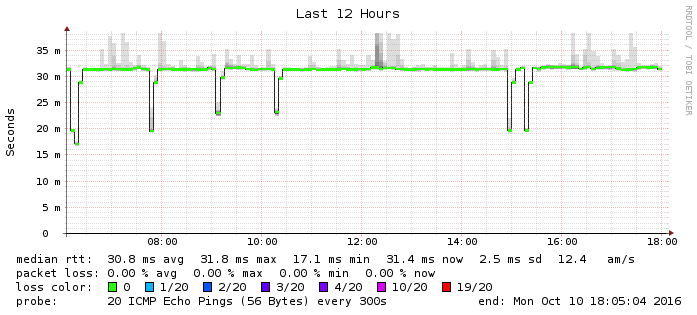 Last 12 Hours
RRDTOOL / TOBI OETIKER
Seconds
35 m
30 m
25 m
20 m
15 m
10 m
5 m
0
08:00 10:00 12:00 14:00 16:00 18:00
median rtt: 30.8 ms avg 31.8 ms max 17.1 ms min 31.4 ms now 2.5 ms sd 12.4 am/s
packet loss: 0.00 % avg 0.00 % max 0.00 % min 0.00 % now
loss color: 0 1/20 2/20 3/20 4/20 10/20 19/20
probe: 20 ICMP Echo Pings (56 Bytes) every 300s end: Mon Oct 10 18:05:04 2016